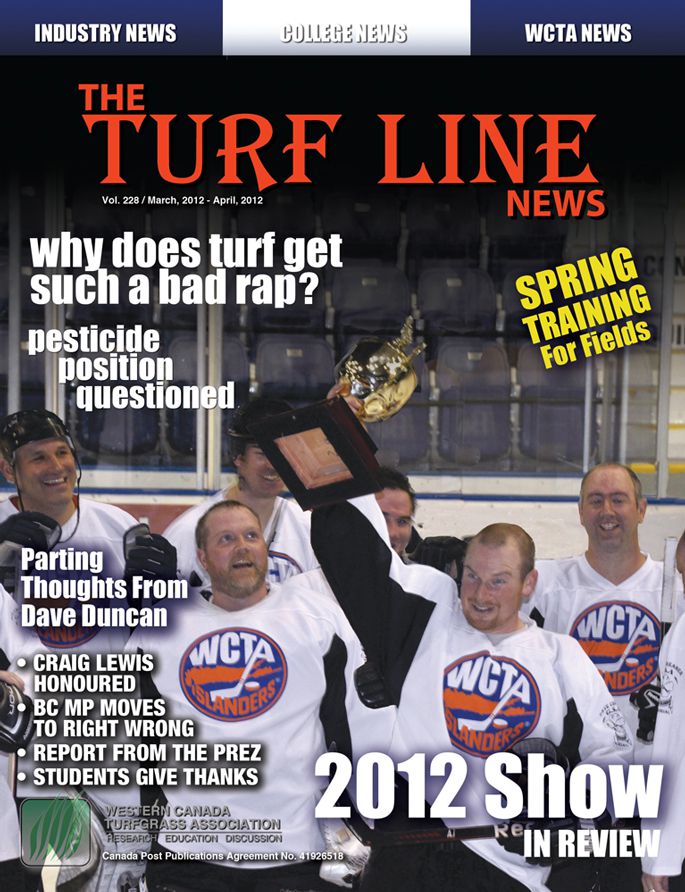 INDUSTRY NEWS
COLLEGE NEWS
WCTA NEWS
THE
TURF LINE
NEWS
Vol. 228 / March, 2012 - April, 2012
why does turf get
such a bad rap?
SPRING
TRAINING
For Fields
pesticide
position
questioned
Parting
Thoughts From
Dave Duncan
• CRAIG LEWIS
HONOURED
• BC MP MOVES
TO RIGHT WRONG
• REPORT FROM THE PREZ
• STUDENTS GIVE THANKS
WCTA
ISLANDERS
WCTA
ISLANDERS
WCTA
ISLANDERS
2012 Show
IN REVIEW
WESTERN CANADA
TURFGRASS ASSOCIATION
RESEARCH EDUCATION DISCUSSION
Canada Post Publications Agreement No. 41926518